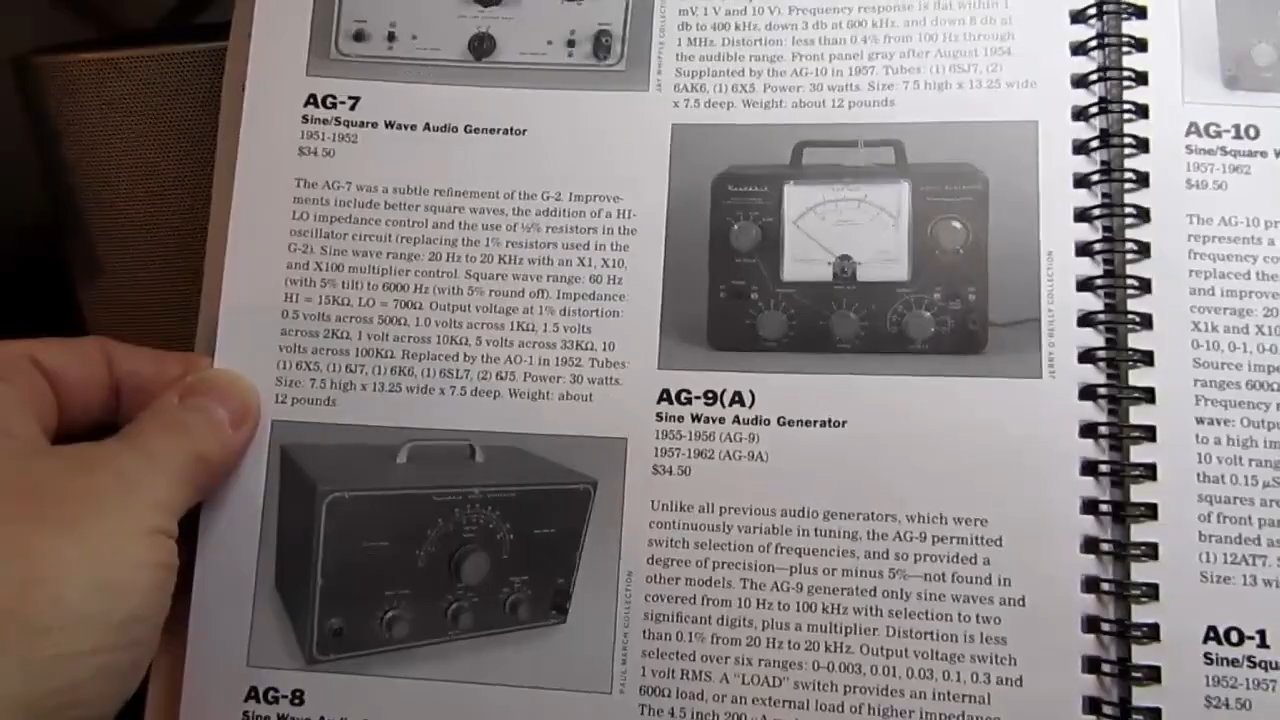 AG-7
Sine/Square Wave Audio Generator
1951-1952
$34.50
The AG-7 was a subtle refinement of the G-2. Improve-
ments include better square waves, the addition of a HI-
LO impedance control and the use of ½% resistors in the
oscillator circuit (replacing the 1% resistors used in the
G-2). Sine wave range: 20 Hz to 20 KHz with an X1, X10,
and X100 multiplier control. Square wave range: 60 Hz
(with 5% tilt) to 6000 Hz (with 5% round off). Impedance:
HI = 15KΩ, LO = 700Ω. Output voltage at 1% distortion:
0.5 volts across 500Ω, 1.0 volts across 1KΩ, 1.5 volts
across 2KΩ, 1 volt across 10KΩ, 5 volts across 33KΩ, 10
volts across 100KΩ. Replaced by the AO-1 in 1952. Tubes:
(1) 6X5, (1) 6J7, (1) 6K6, (1) 6SL7, (2) 6J5. Power: 30 watts.
Size: 7.5 high x 13.25 wide x 7.5 deep. Weight: about
12 pounds
PAUL MARCH COLLECTION
AG-8
Sine Wave
JAY WHIPPLE COLLECTION
mV, 1 V and 10 V). Frequency response is flat within 1
db to 400 kHz, down 3 db at 600 kHz, and down 8 db at
1 MHz. Distortion: less than 0.4% from 100 Hz through
the audible range. Front panel gray after August 1954.
Supplanted by the AG-10 in 1957. Tubes: (1) 6SJ7, (2)
6AK6, (1) 6X5. Power: 30 watts. Size: 7.5 high x 13.25 wide
x 7.5 deep. Weight: about 12 pounds
Heathkit
JERRY O'REILLY COLLECTION
AG-9(A)
Sine Wave Audio Generator
1955-1956 (AG-9)
1957-1962 (AG-9A)
$34.50
Unlike all previous audio generators, which were
continuously variable in tuning, the AG-9 permitted
switch selection of frequencies, and so provided a
degree of precision—plus or minus 5%—not found in
other models. The AG-9 generated only sine waves and
covered from 10 Hz to 100 kHz with selection to two
significant digits, plus a multiplier. Distortion is less
than 0.1% from 20 Hz to 20 kHz. Output voltage switch
selected over six ranges: 0–0.003, 0.01, 0.03, 0.1, 0.3 and
1 volt RMS. A “LOAD” switch provides an internal
600Ω load, or an external load of higher impedance.
The 4.5 inch 200
AG-10
Sine/Square W
1957-1962
$49.50
The AG-10 pro
represents a
frequency co
replaced the
and improve
coverage: 20
X1k and X10
0-10, 0-1, 0-0.
Source impe
ranges 600Ω
Frequency r
wave: Outpu
to a high im
10 volt rang
that 0.15 µS
squares are
of front pa
branded as
(1) 12AT7.
Size: 13 wi
AO-1
Sine/Squa
1952-1957
$24.50